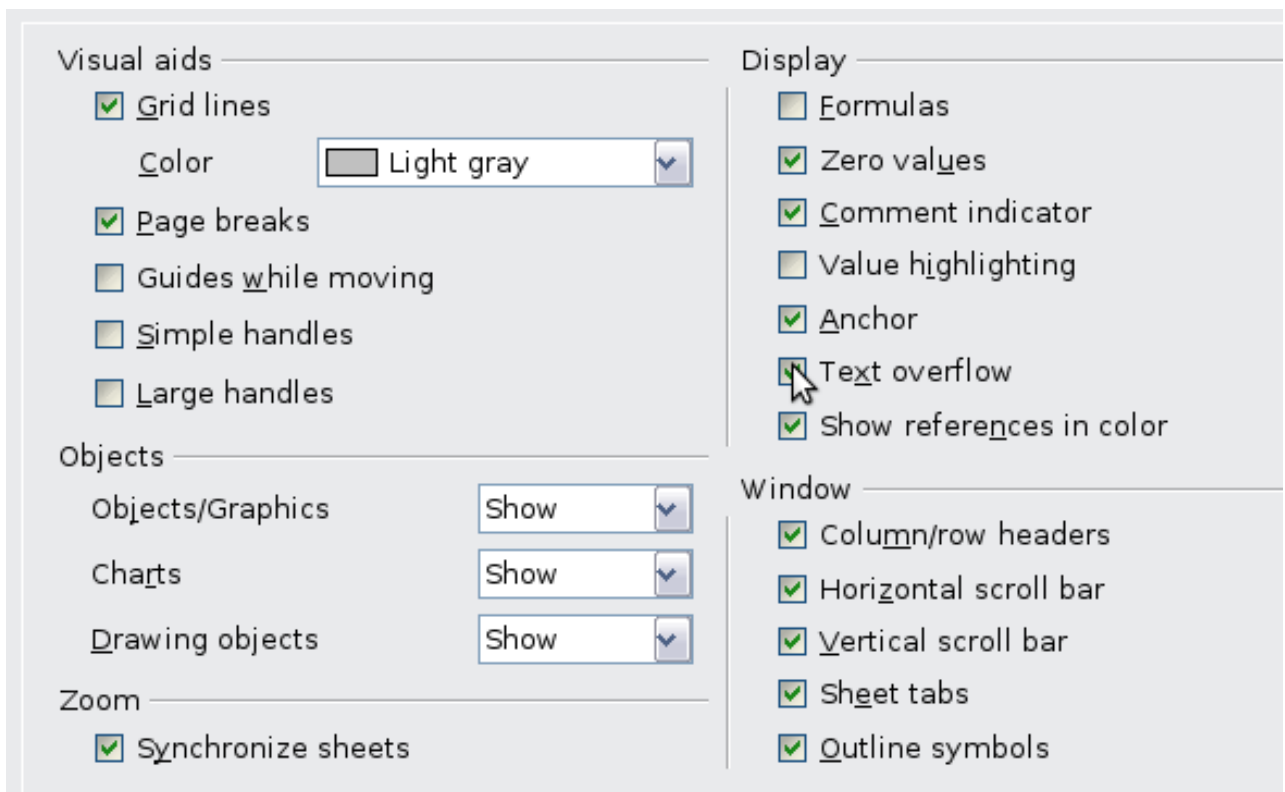 Visual aids
Grid lines
Color Light gray
Page breaks
Guides while moving
Simple handles
Large handles
Objects
Objects/Graphics Show
Charts Show
Drawing objects Show
Zoom
Synchronize sheets
Display
Formulas
Zero values
Comment indicator
Value highlighting
Anchor
Text overflow
Show references in color
Window
Column/row headers
Horizontal scroll bar
Vertical scroll bar
Sheet tabs
Outline symbols